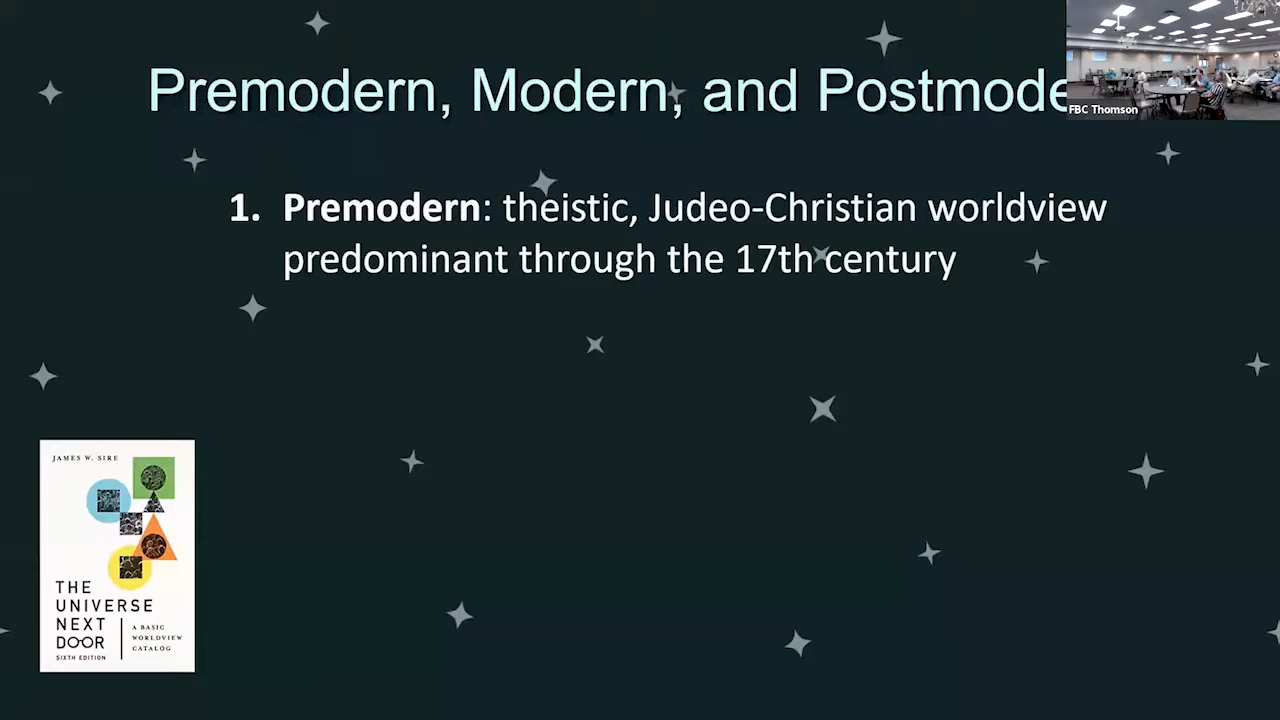 Premodern, Modern, and Postmode
FBC Thomson
1. Premodern: theistic, Judeo-Christian worldview
predominant through the 17th century
JAMES W. SIRE
THE
UNIVERSE
NEXT
DOOR
SIXTH EDITION
A BASIC
WORLDVIEW
CATALOG